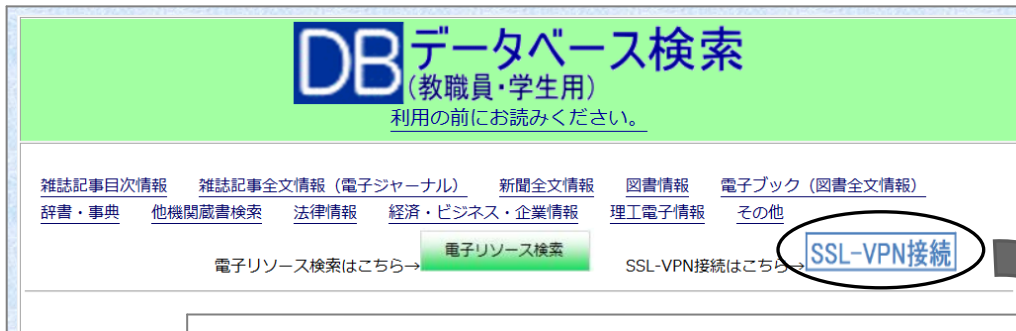 DB データベース検索
(教職員・学生用)
利用の前にお読みください。
雑誌記事目次情報 雑誌記事全文情報(電子ジャーナル) 新聞全文情報 図書情報 電子ブック(図書全文情報)
辞書・事典 他機関蔵書検索 法律情報 経済・ビジネス・企業情報 理工電子情報 その他
電子リソース検索はこちら→ 電子リソース検索 SSL-VPN接続はこちら→ SSL-VPN接続